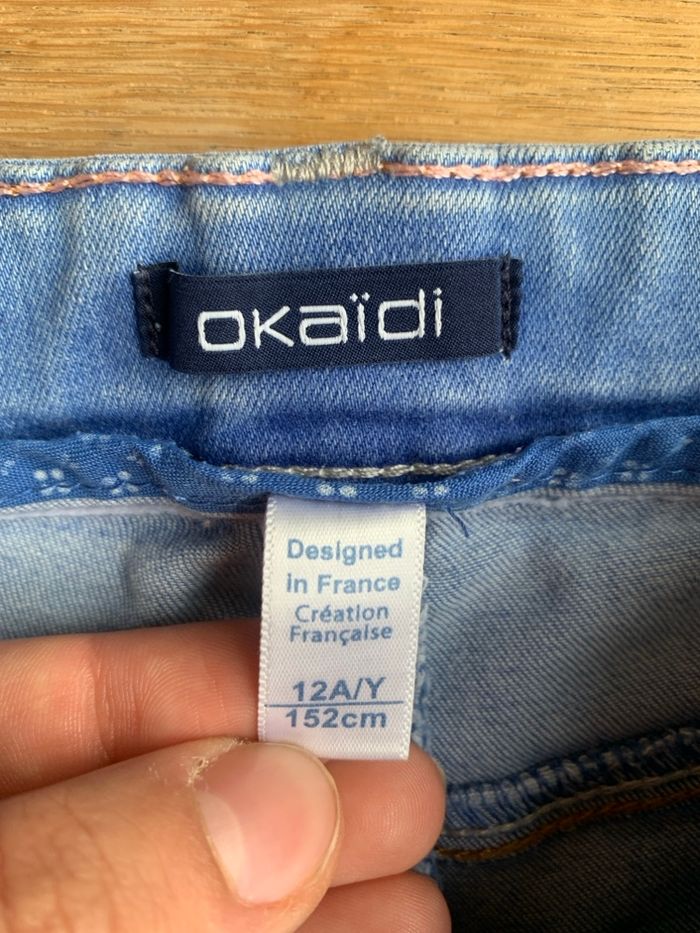 okaïdi
Designed
in France
Création
Française
12A/Y
152cm